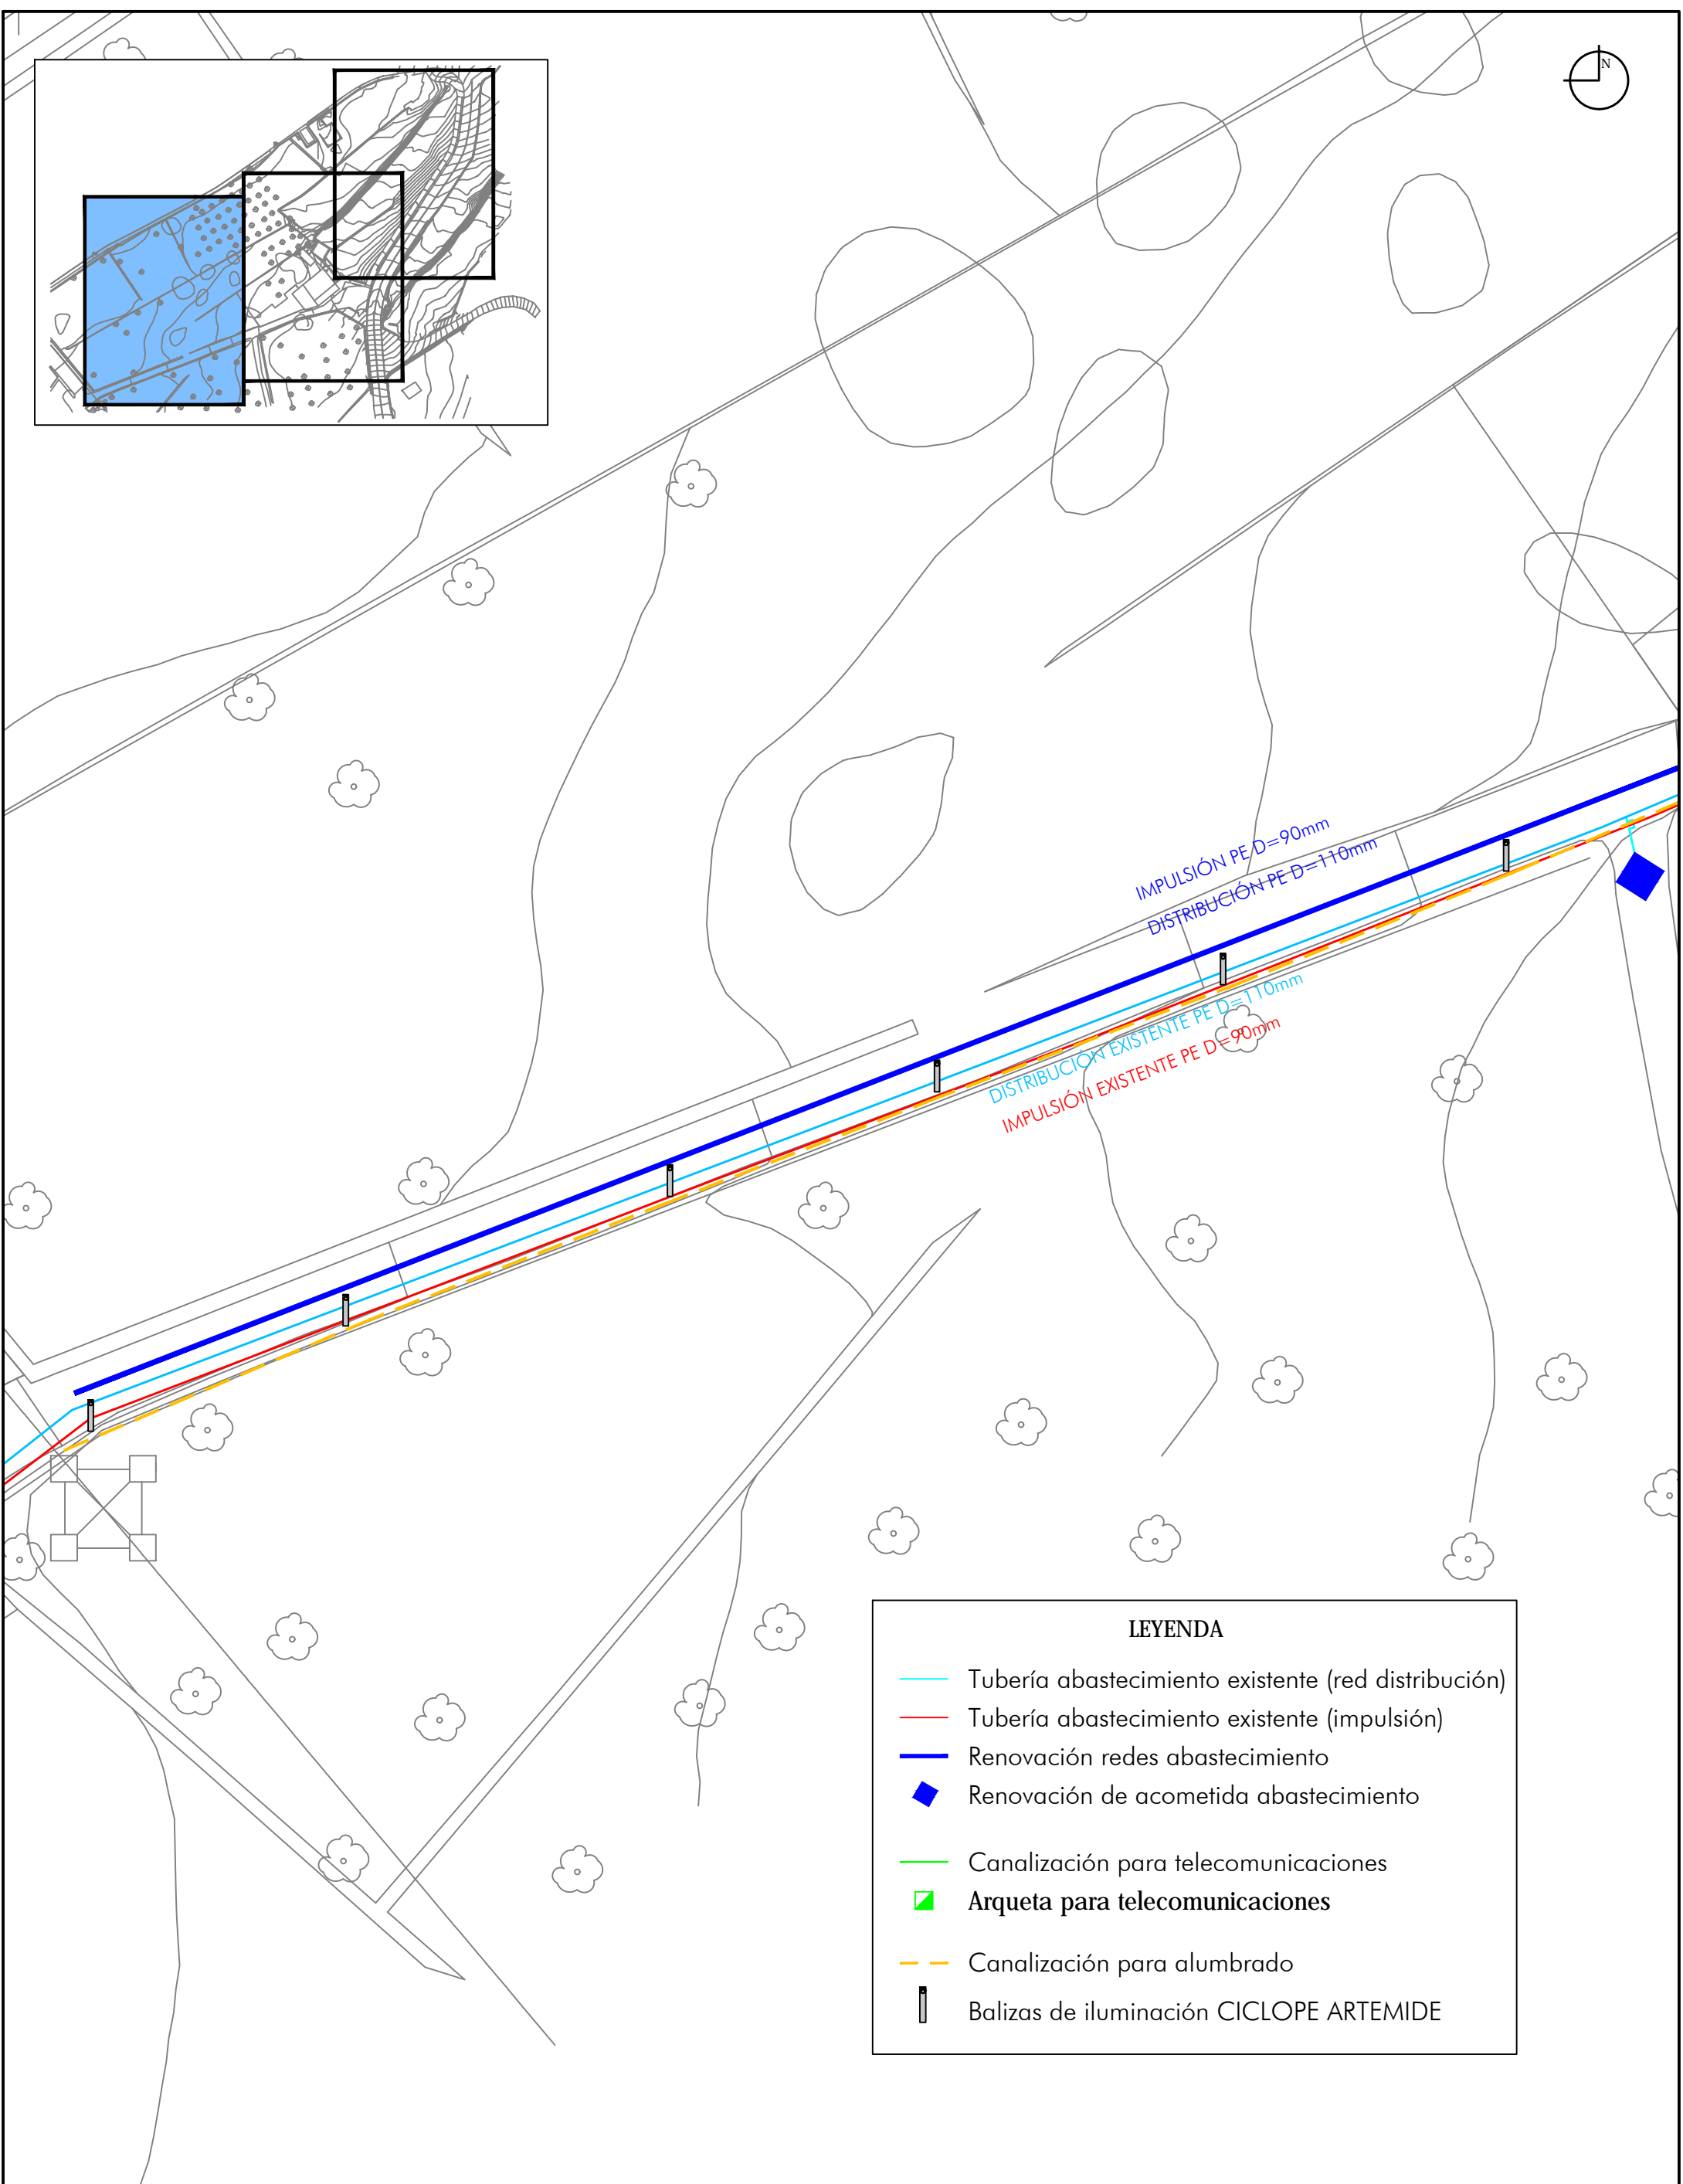 N
IMPULSIÓN PE D=90mm
DISTRIBUCIÓN PE D=110mm
DISTRIBUCIÓN EXISTENTE PE D=110mm
IMPULSIÓN EXISTENTE PE D=90mm
LEYENDA
Tubería abastecimiento existente (red distribución)
Tubería abastecimiento existente (impulsión)
Renovación redes abastecimiento
Renovación de acometida abastecimiento
Canalización para telecomunicaciones
Arqueta para telecomunicaciones
Canalización para alumbrado
Balizas de iluminación CICLOPE ARTEMIDE